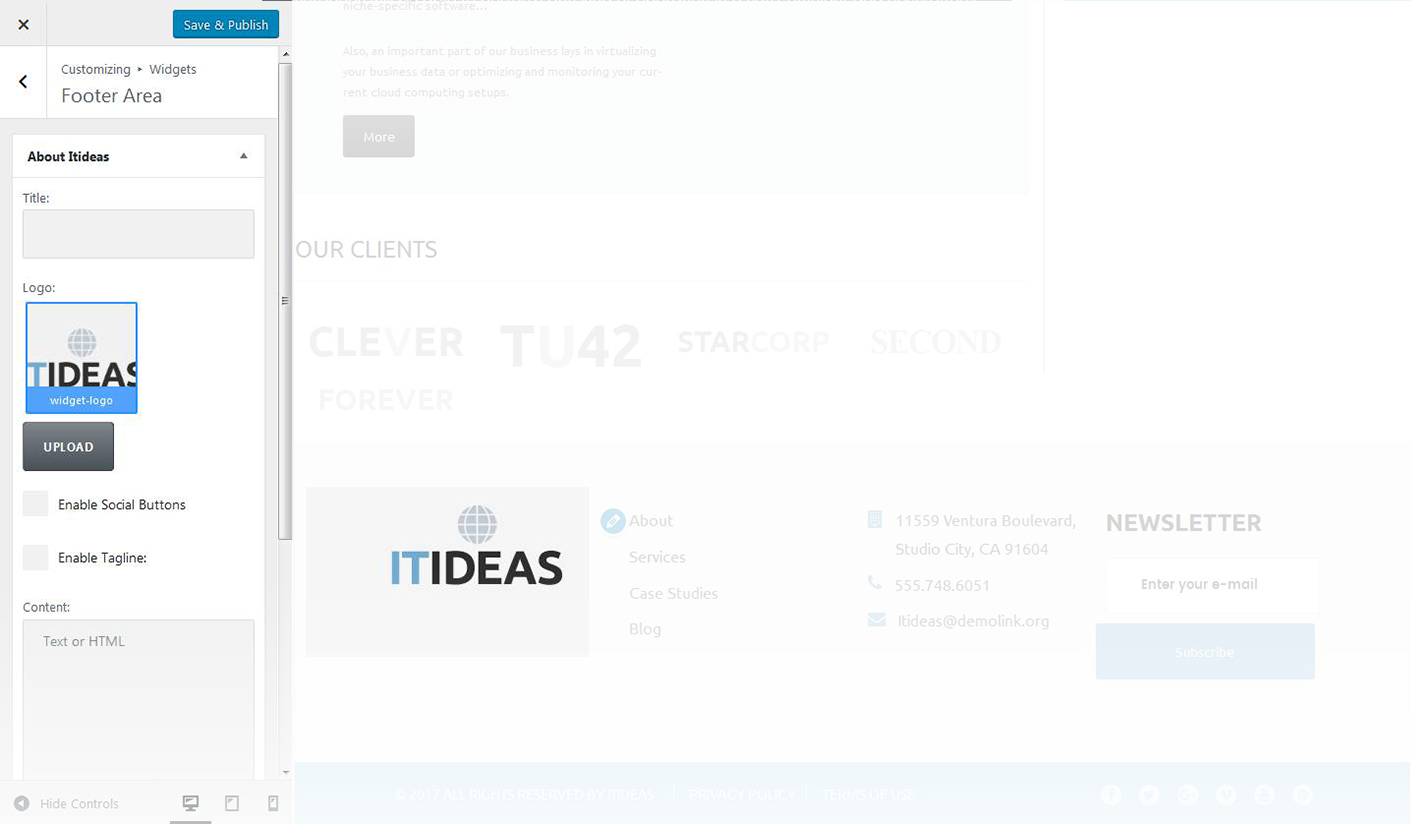 Save & Publish
Customizing ▸ Widgets
Footer Area
About Itideas
Title:
Logo:
ITIDEAS
widget-logo
UPLOAD
Enable Social Buttons
Enable Tagline:
Content:
Text or HTML
Hide Controls
niche-specific software...
Also, an important part of our business lays in virtualizing
your business data or optimizing and monitoring your cur-
rent cloud computing setups.
More
OUR CLIENTS
CLEVER
TU42
STARCORP
SECOND
FOREVER
ITIDEAS
About
Services
Case Studies
Blog
11559 Ventura Boulevard,
Studio City, CA 91604
555.748.6051
Itideas@demolink.org
NEWSLETTER
Enter your e-mail
Subscribe
© 2017 ALL RIGHTS RESERVED BY ITIDEAS
PRIVACY POLICY
TERMS OF USE